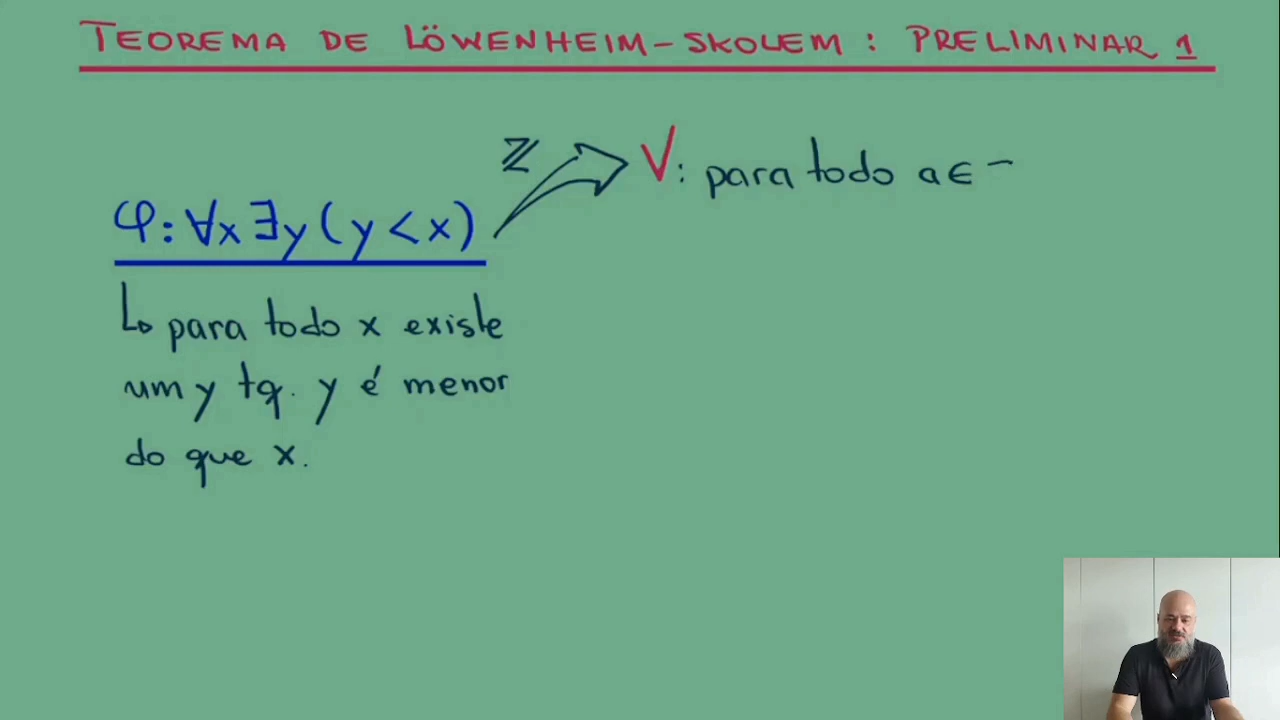 TEOREMA DE LÖWENHEIM-SKOLEM : PRELIMINAR 1
ℤ
V: para todo a ∈
φ: ∀x ∃y (y < x)
↳ para todo x existe
um y tq. y é menor
do que x.